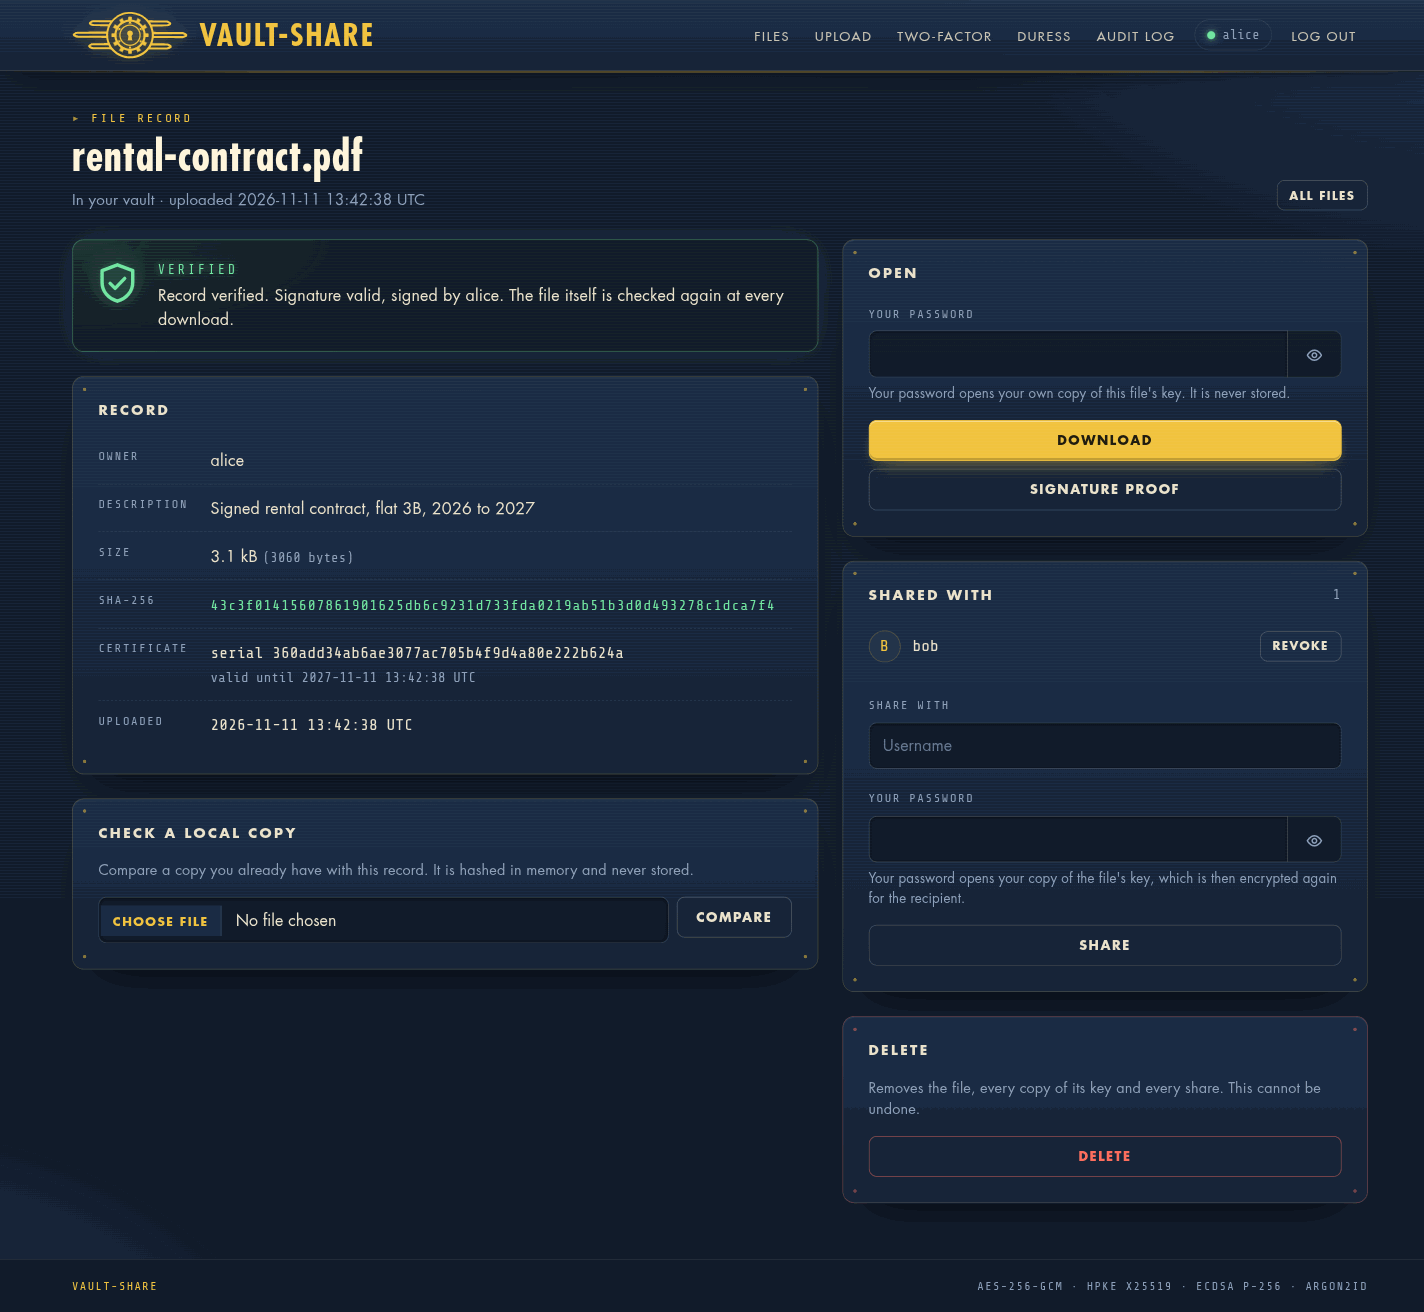 VAULT-SHARE
FILES UPLOAD TWO-FACTOR DURESS AUDIT LOG alice LOG OUT
▸ FILE RECORD
rental-contract.pdf
In your vault · uploaded 2026-11-11 13:42:38 UTC
ALL FILES
VERIFIED
Record verified. Signature valid, signed by alice. The file itself is checked again at every
download.
RECORD
OWNER alice
DESCRIPTION Signed rental contract, flat 3B, 2026 to 2027
SIZE 3.1 kB (3060 bytes)
SHA-256 43c3f01415607861901625db6c9231d733fda0219ab51b3d0d493278c1dca7f4
CERTIFICATE serial 360add34ab6ae3077ac705b4f9d4a80e222b624a
valid until 2027-11-11 13:42:38 UTC
UPLOADED 2026-11-11 13:42:38 UTC
CHECK A LOCAL COPY
Compare a copy you already have with this record. It is hashed in memory and never stored.
CHOOSE FILE No file chosen COMPARE
OPEN
YOUR PASSWORD
Your password opens your own copy of this file's key. It is never stored.
DOWNLOAD
SIGNATURE PROOF
SHARED WITH 1
B bob REVOKE
SHARE WITH
Username
YOUR PASSWORD
Your password opens your copy of the file's key, which is then encrypted again
for the recipient.
SHARE
DELETE
Removes the file, every copy of its key and every share. This cannot be
undone.
DELETE
VAULT-SHARE
AES-256-GCM · HPKE X25519 · ECDSA P-256 · ARGON2ID